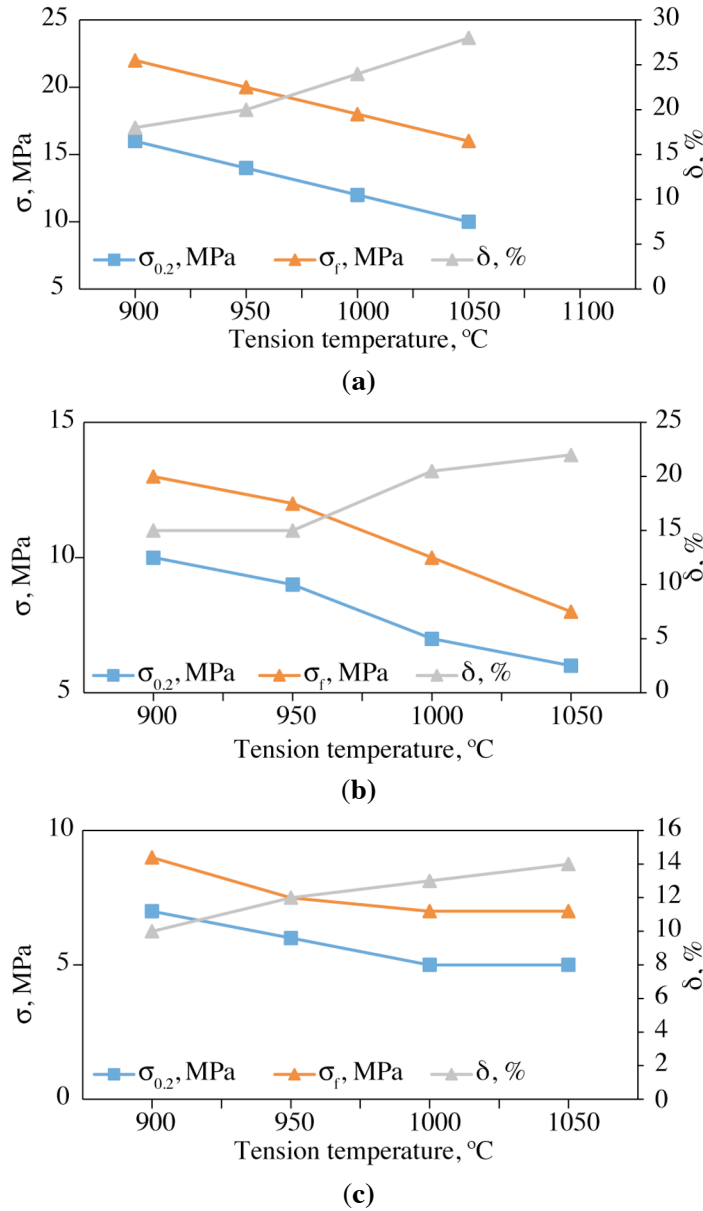 25
20
15
10
5
σ, MPa
30
25
20
15
10
5
0
δ, %
σ0.2, MPa σf, MPa δ, %
900 950 1000 1050 1100
Tension temperature, °C
(a)
15
10
5
σ, MPa
25
20
15
10
5
0
δ, %
σ0.2, MPa σf, MPa δ, %
900 950 1000 1050
Tension temperature, °C
(b)
10
5
0
σ, MPa
16
14
12
10
8
6
4
2
0
δ, %
σ0.2, MPa σf, MPa δ, %
900 950 1000 1050
Tension temperature, °C
(c)